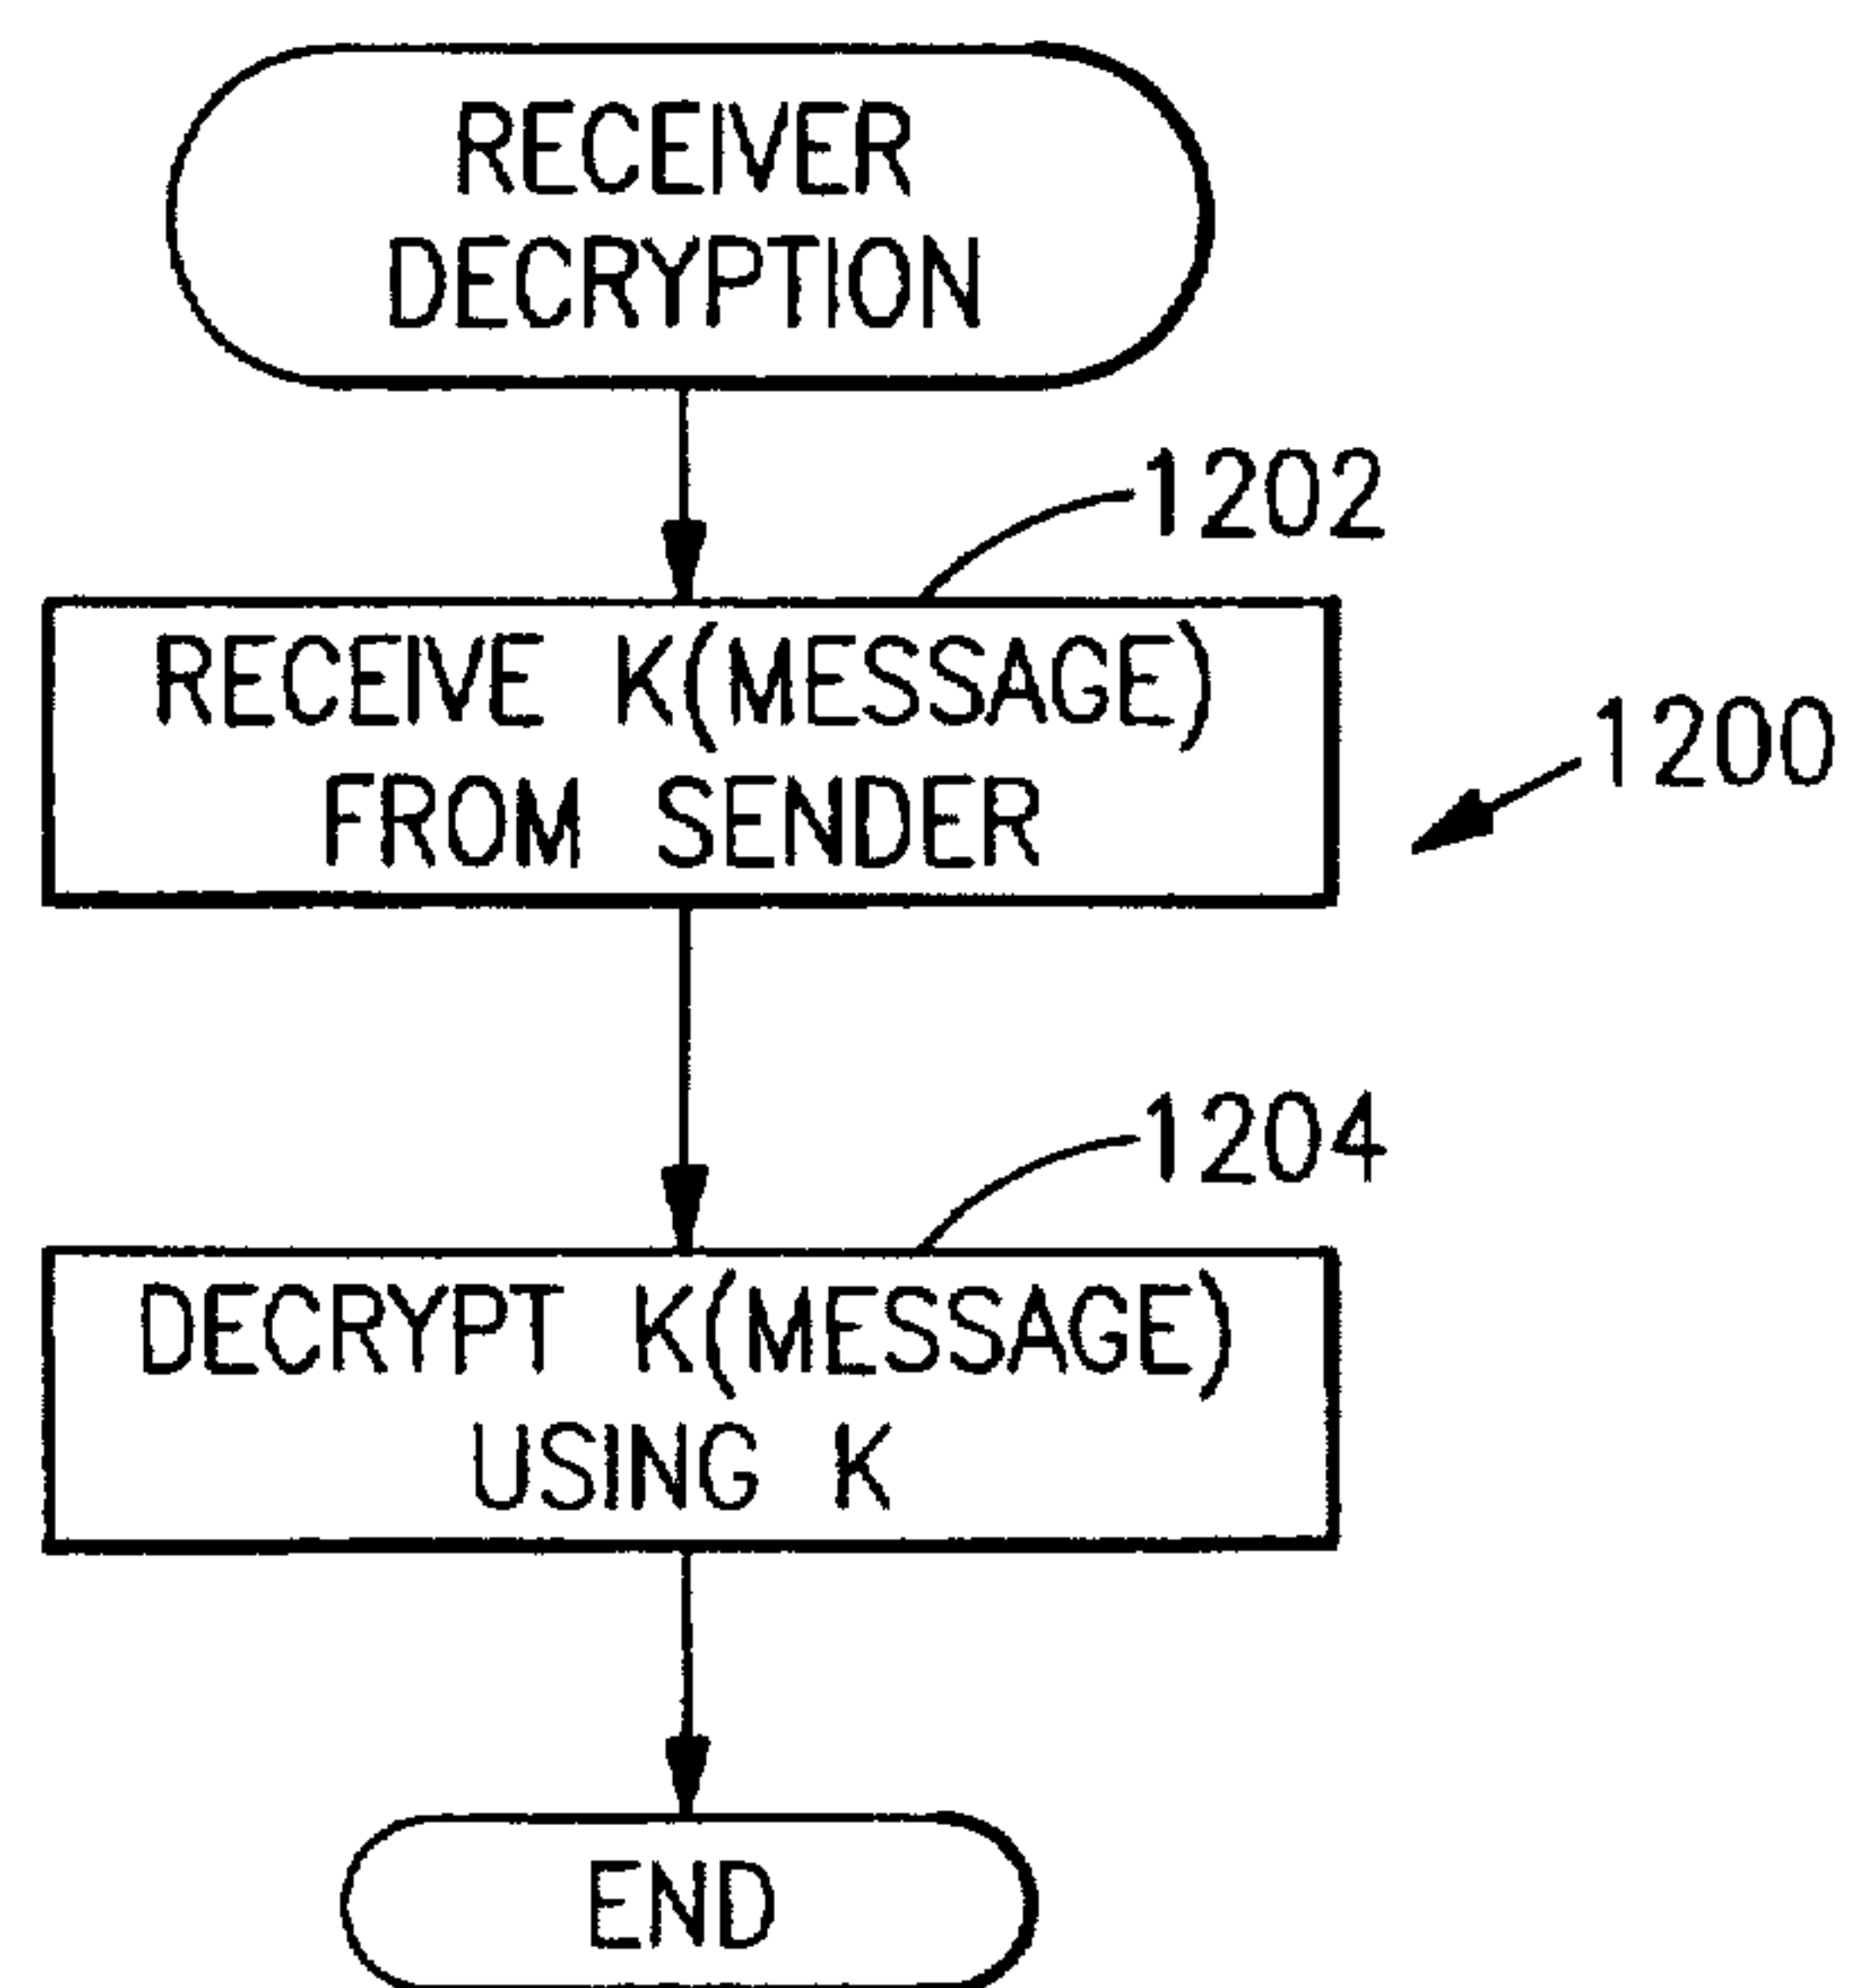 RECEIVER
DECRYPTION
1202
RECEIVE K(MESSAGE)
FROM SENDER
1200
1204
DECRYPT K(MESSAGE)
USING K
END